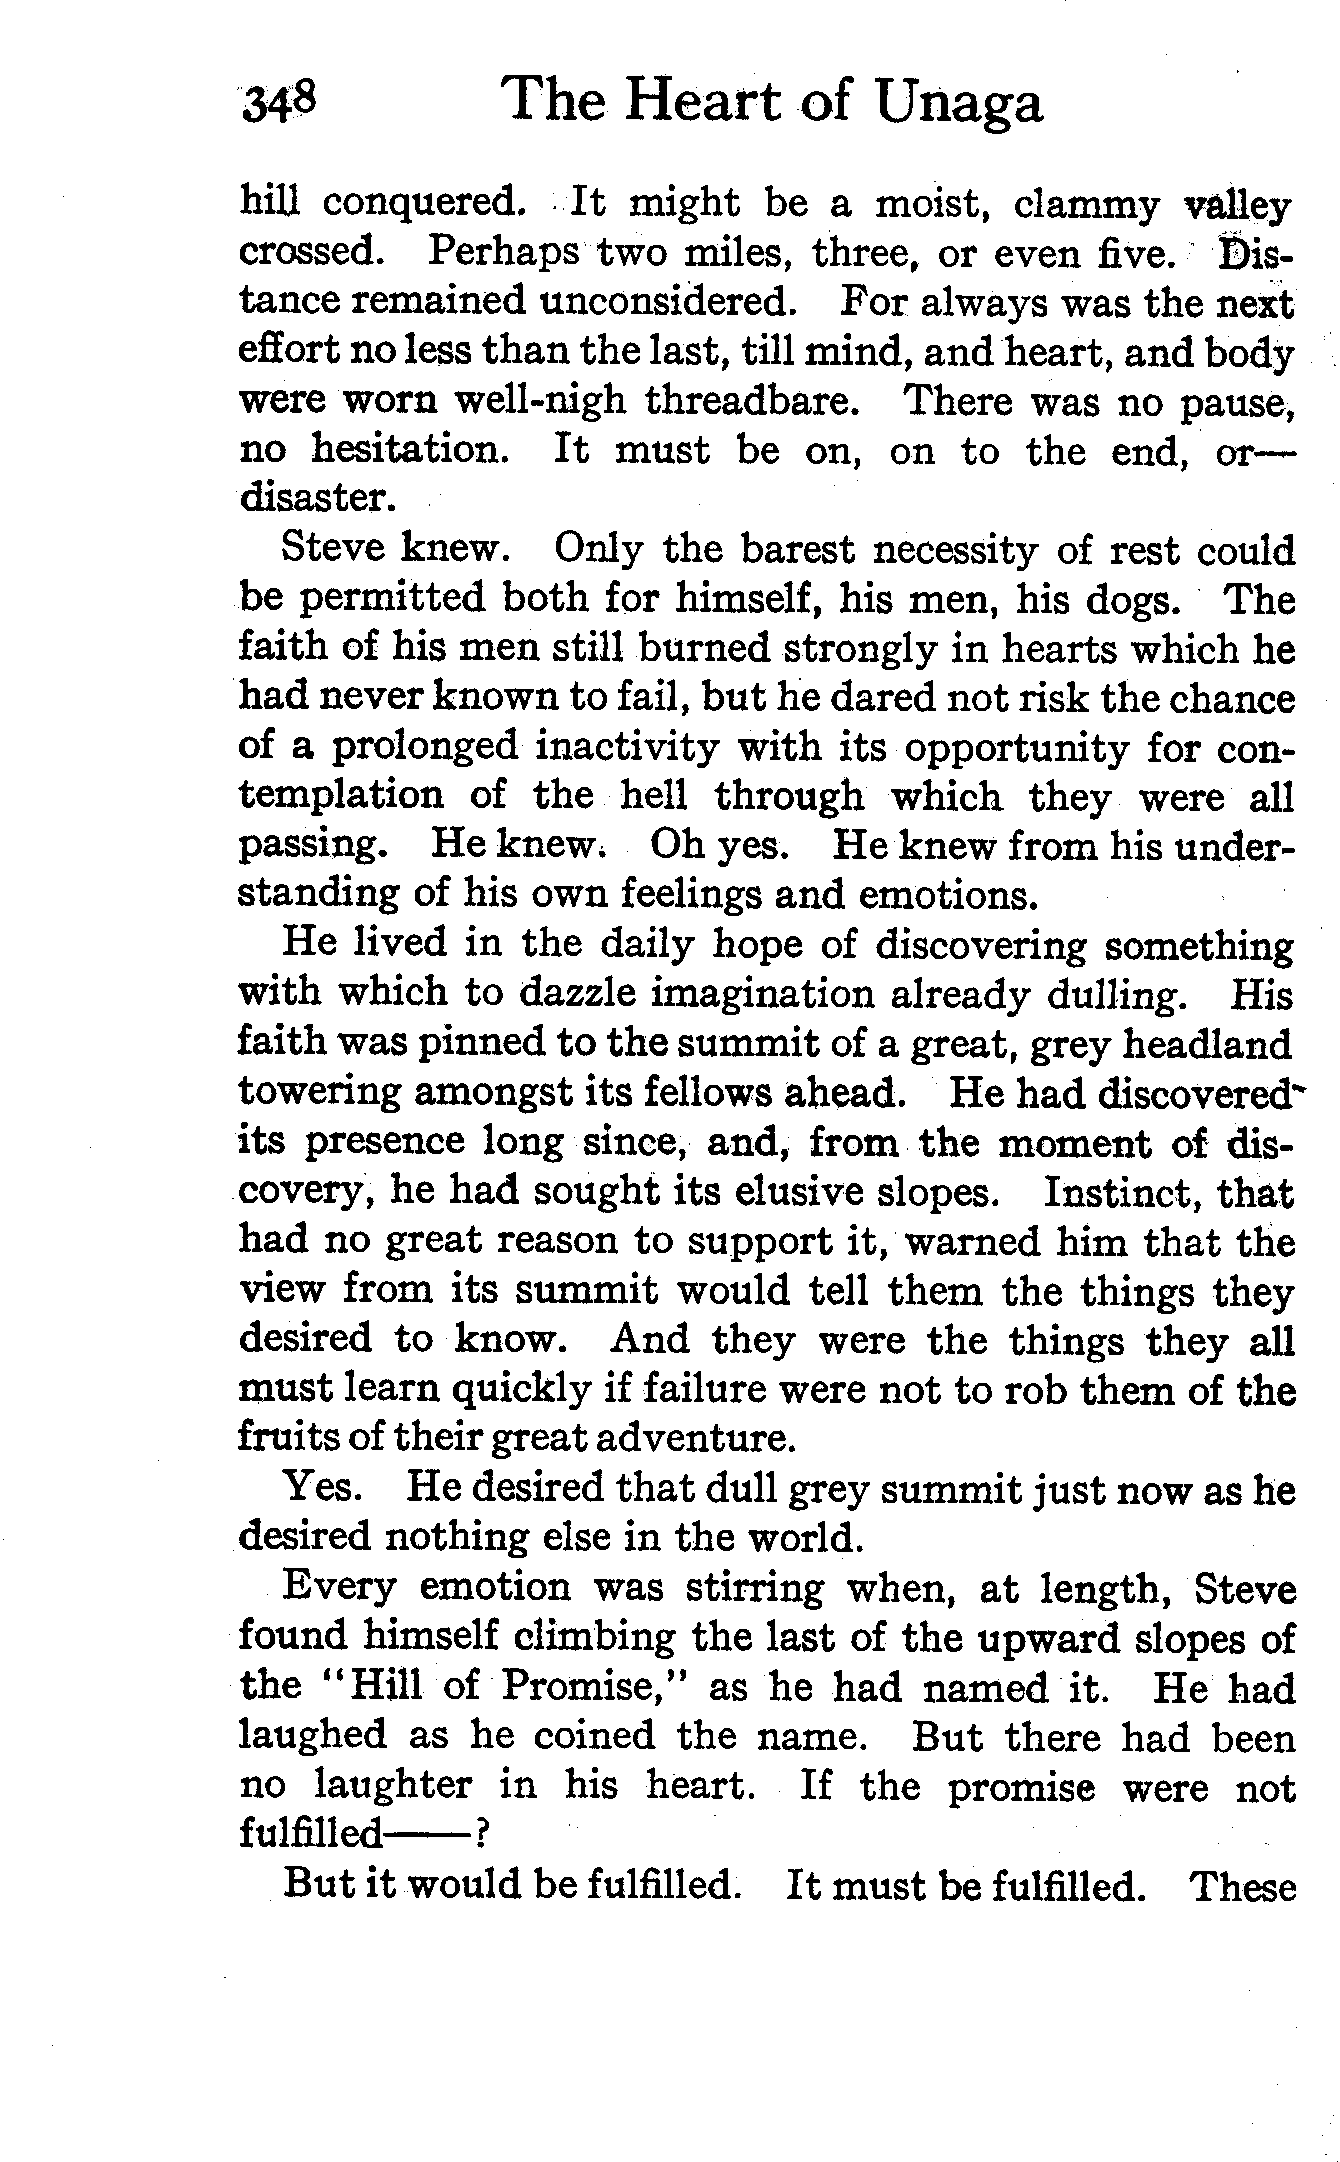 348 The Heart of Unaga
hill conquered. It might be a moist, clammy valley
crossed. Perhaps two miles, three, or even five. Dis-
tance remained unconsidered. For always was the next
effort no less than the last, till mind, and heart, and body
were worn well-nigh threadbare. There was no pause,
no hesitation. It must be on, on to the end, or—
disaster.
Steve knew. Only the barest necessity of rest could
be permitted both for himself, his men, his dogs. The
faith of his men still burned strongly in hearts which he
had never known to fail, but he dared not risk the chance
of a prolonged inactivity with its opportunity for con-
templation of the hell through which they were all
passing. He knew. Oh yes. He knew from his under-
standing of his own feelings and emotions.
He lived in the daily hope of discovering something
with which to dazzle imagination already dulling. His
faith was pinned to the summit of a great, grey headland
towering amongst its fellows ahead. He had discovered
its presence long since, and, from the moment of dis-
covery, he had sought its elusive slopes. Instinct, that
had no great reason to support it, warned him that the
view from its summit would tell them the things they
desired to know. And they were the things they all
must learn quickly if failure were not to rob them of the
fruits of their great adventure.
Yes. He desired that dull grey summit just now as he
desired nothing else in the world.
Every emotion was stirring when, at length, Steve
found himself climbing the last of the upward slopes of
the "Hill of Promise," as he had named it. He had
laughed as he coined the name. But there had been
no laughter in his heart. If the promise were not
fulfilled——?
But it would be fulfilled. It must be fulfilled. These